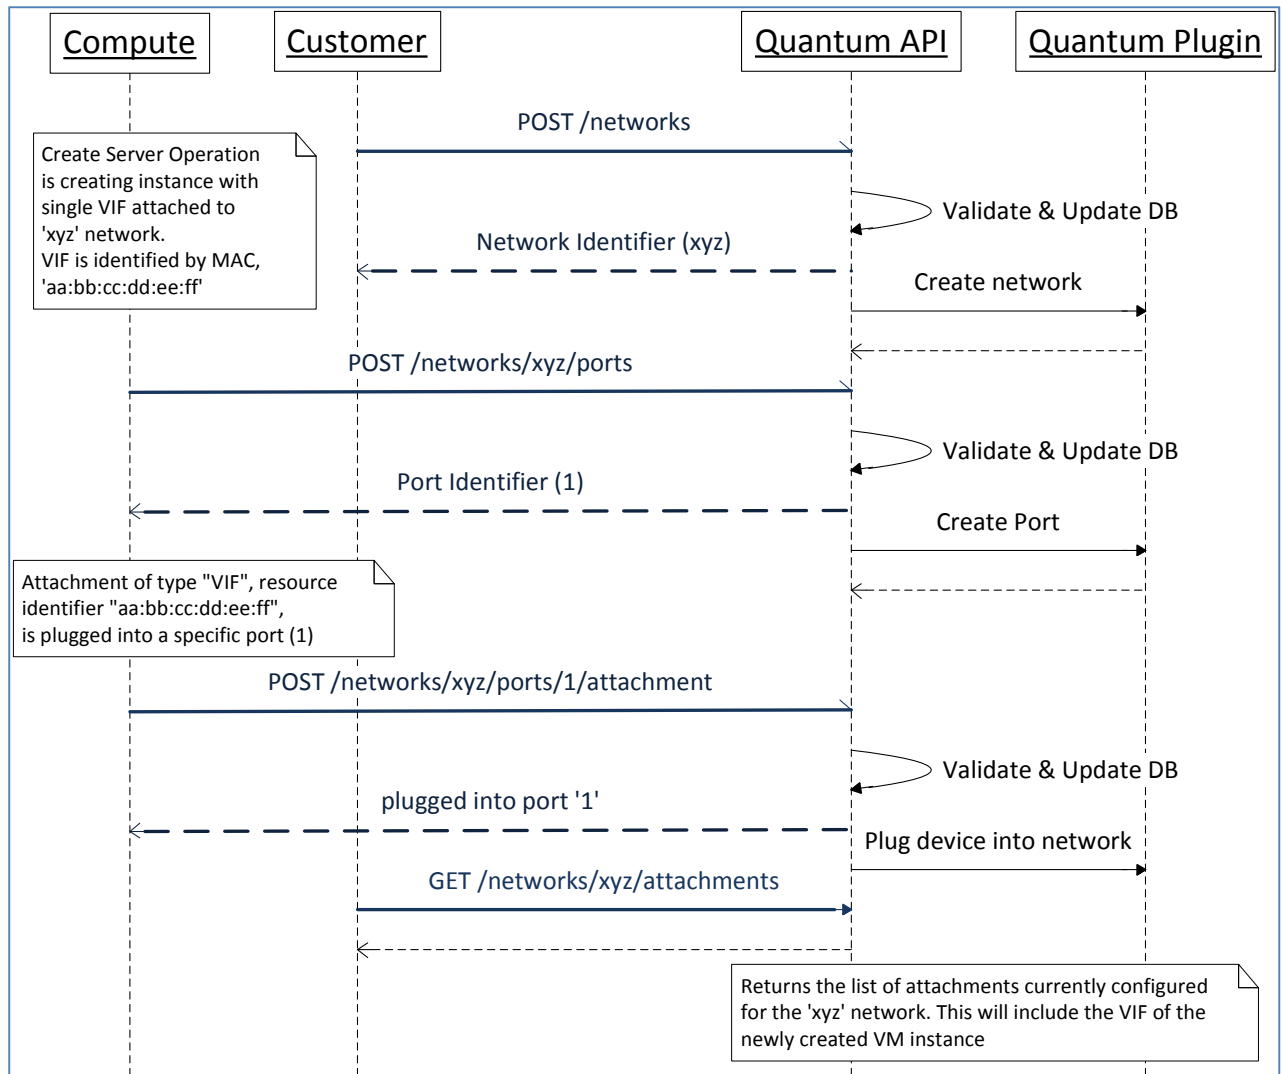 Compute
Customer
Quantum API
Quantum Plugin
POST /networks
Create Server Operation
is creating instance with
single VIF attached to
'xyz' network.
VIF is identified by MAC,
'aa:bb:cc:dd:ee:ff'
Validate & Update DB
Network Identifier (xyz)
Create network
POST /networks/xyz/ports
Validate & Update DB
Port Identifier (1)
Create Port
Attachment of type "VIF", resource
identifier "aa:bb:cc:dd:ee:ff",
is plugged into a specific port (1)
POST /networks/xyz/ports/1/attachment
Validate & Update DB
plugged into port '1'
Plug device into network
GET /networks/xyz/attachments
Returns the list of attachments currently configured
for the 'xyz' network. This will include the VIF of the
newly created VM instance